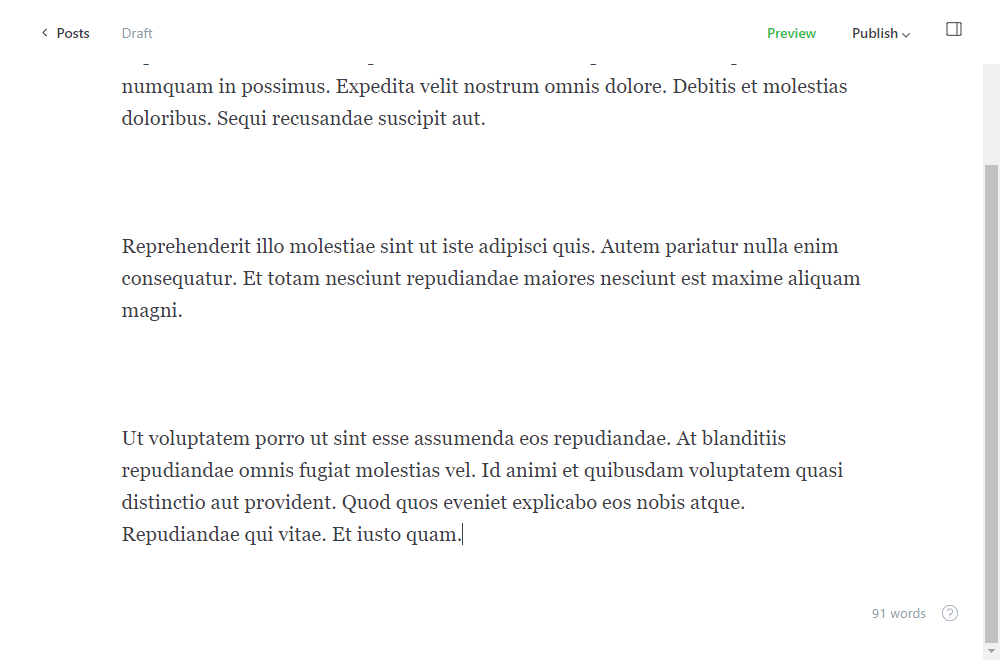 Posts
Draft
Preview
Publish
numquam in possimus. Expedita velit nostrum omnis dolore. Debitis et molestias
doloribus. Sequi recusandae suscipit aut.
Reprehenderit illo molestiae sint ut iste adipisci quis. Autem pariatur nulla enim
consequatur. Et totam nesciunt repudiandae maiores nesciunt est maxime aliquam
magni.
Ut voluptatem porro ut sint esse assumenda eos repudiandae. At blanditiis
repudiandae omnis fugiat molestias vel. Id animi et quibusdam voluptatem quasi
distinctio aut provident. Quod quos eveniet explicabo eos nobis atque.
Repudiandae qui vitae. Et iusto quam.
91 words
?